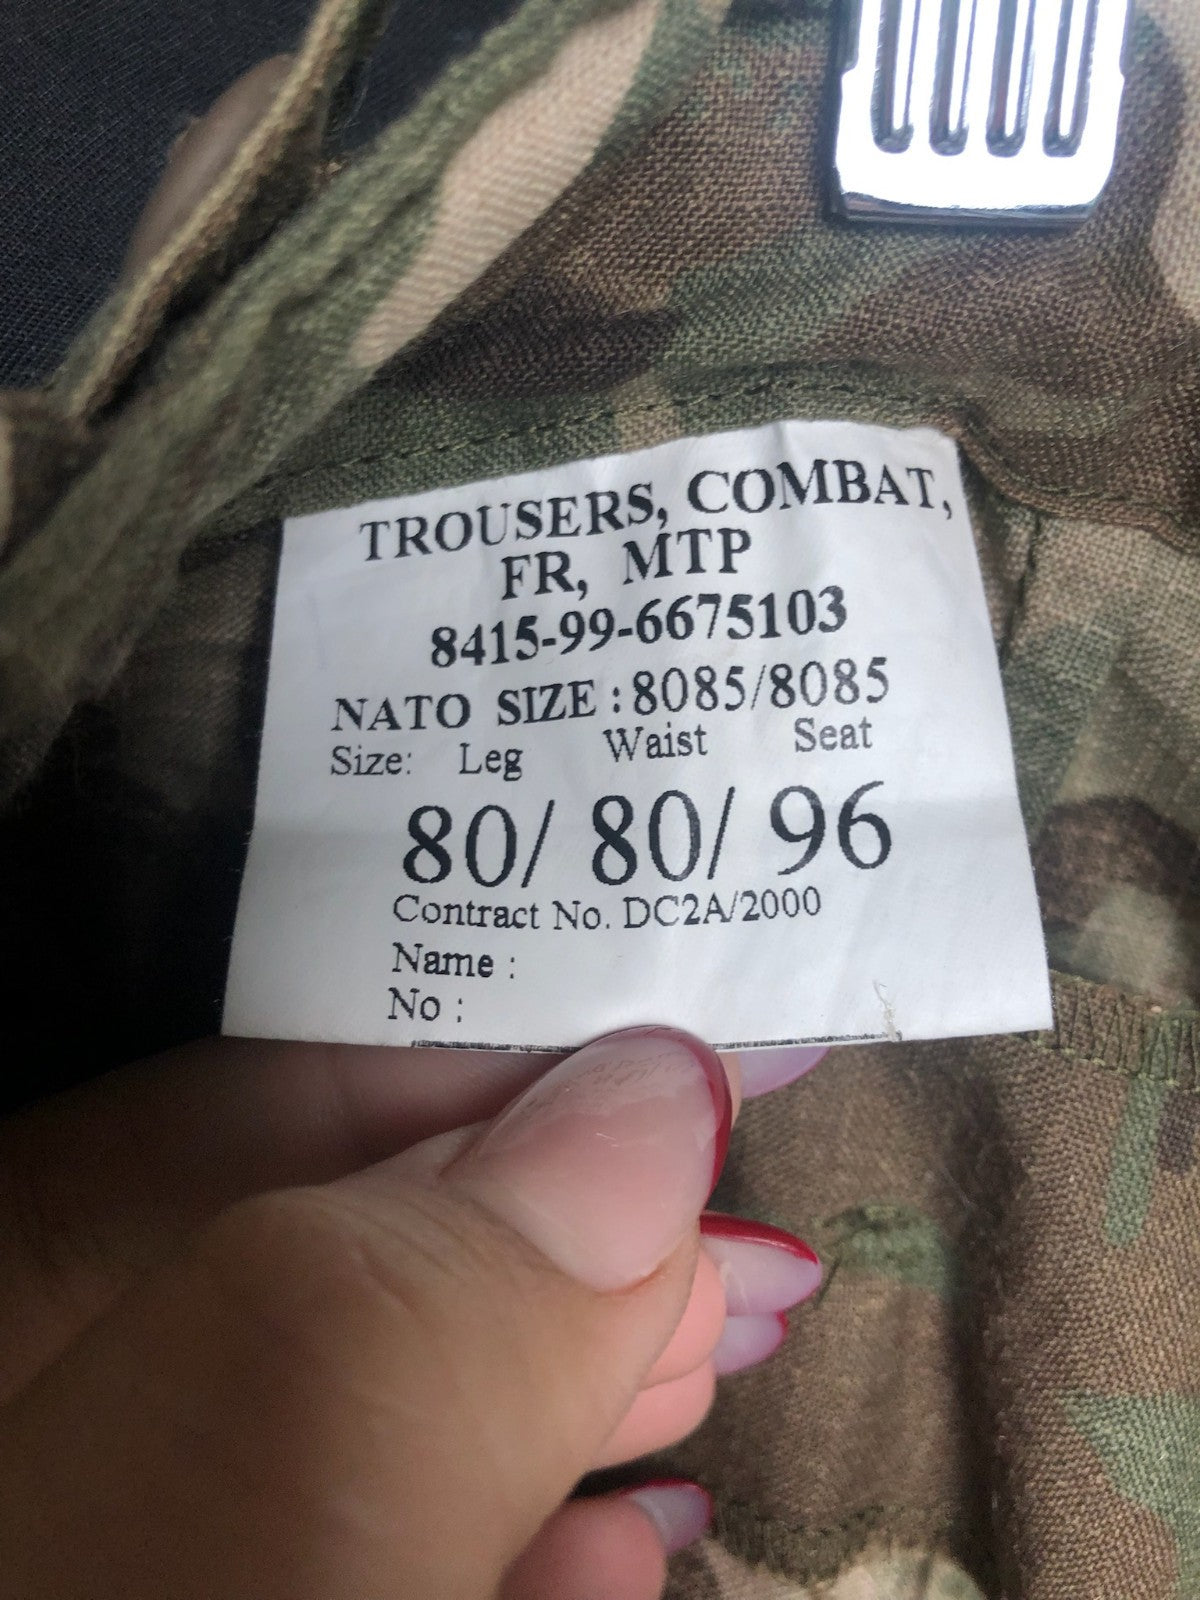 TROUSERS, COMBAT,
FR, MTP
8415-99-6675103
NATO SIZE : 8085/8085
Size: Leg Waist Seat
80/ 80/ 96
Contract No. DC2A/2000
Name :
No :